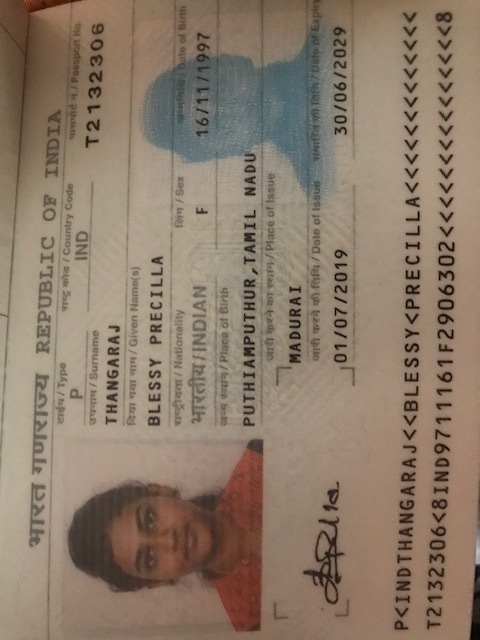 भारत गणराज्य REPUBLIC OF INDIA
टाईप / Type
P
राष्ट्र कोड / Country Code
IND
पासपोर्ट नं. / Passport No.
T2132306
उपनाम / Surname
THANGARAJ
दिया गया नाम / Given Name(s)
BLESSY PRECILLA
राष्ट्रीयता / Nationality
भारतीय / INDIAN
लिंग / Sex
F
जन्मतिथि / Date of Birth
16/11/1997
जन्म स्थान / Place of Birth
PUTHIAMPUTHUR, TAMIL NADU
जारी करने का स्थान / Place of Issue
MADURAI
जारी करने की तिथि / Date of Issue
01/07/2019
समाप्ति की तिथि / Date of Expiry
30/06/2029
P<INDTHANGARAJ<<BLESSY<PRECILLA<<<<<<<<<<<<<
T2132306<8IND9711161F2906302<<<<<<<<<<<<<<<8